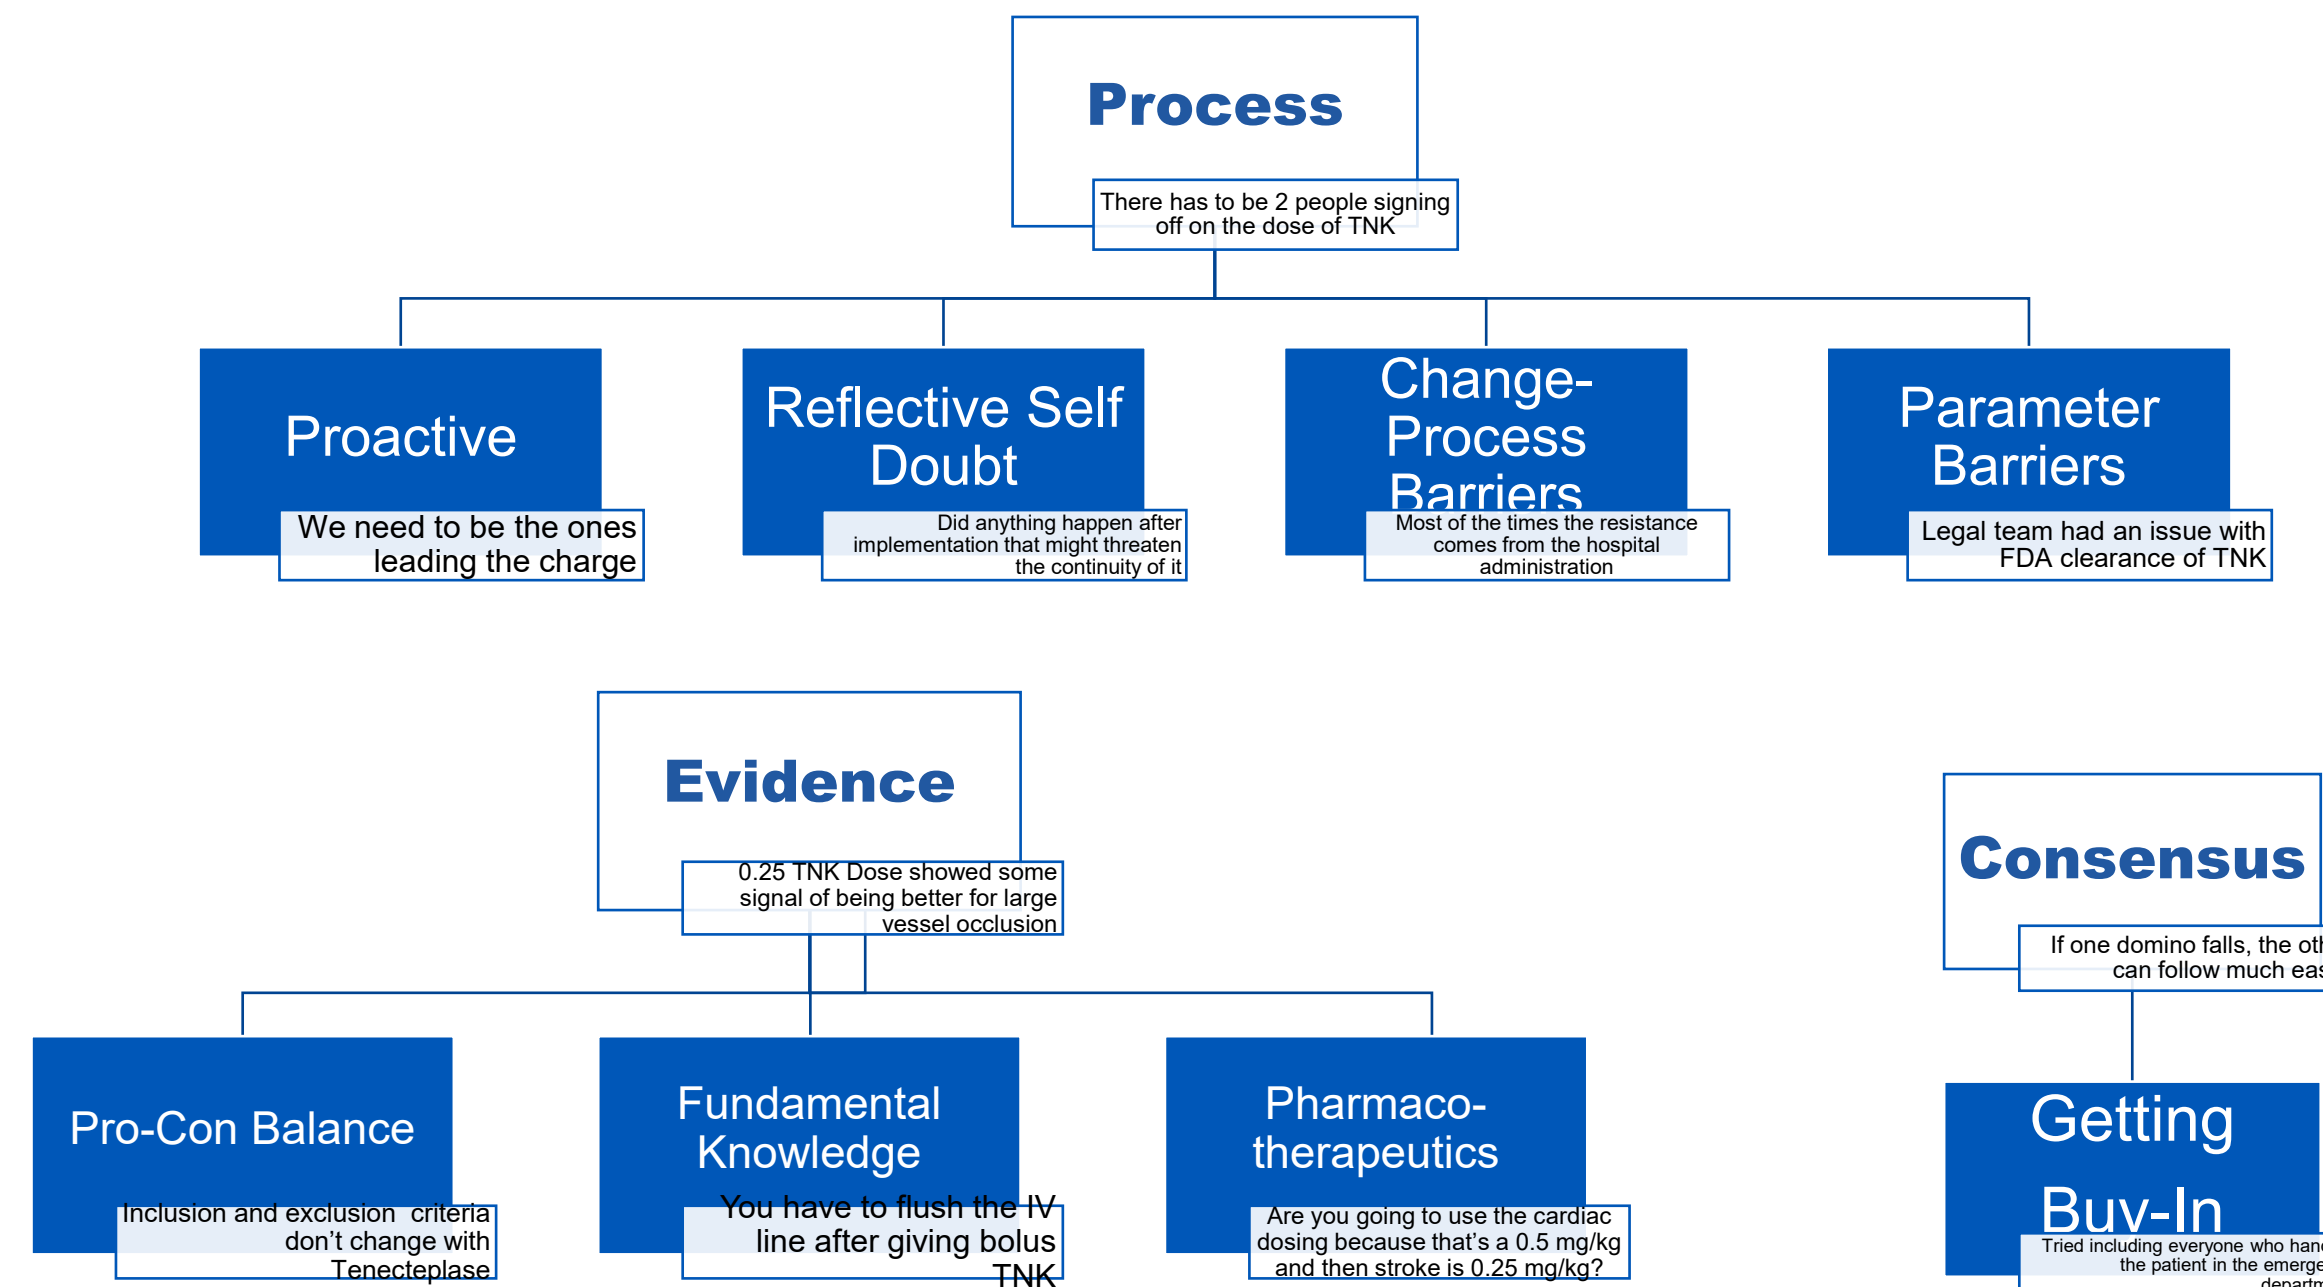 Process
There has to be 2 people signing
off on the dose of TNK
Proactive
We need to be the ones
leading the charge
Reflective Self
Doubt
Did anything happen after
implementation that might threaten
the continuity of it
Change-
Process
Barriers
Most of the times the resistance
comes from the hospital
administration
Parameter
Barriers
Legal team had an issue with
FDA clearance of TNK
Evidence
0.25 TNK Dose showed some
signal of being better for large
vessel occlusion
Pro-Con Balance
Inclusion and exclusion criteria
don’t change with
Tenecteplase
Fundamental
Knowledge
You have to flush the IV
line after giving bolus
TNK
Pharmaco-
therapeutics
Are you going to use the cardiac
dosing because that’s a 0.5 mg/kg
and then stroke is 0.25 mg/kg?
Consensus
If one domino falls, the
can follow much
Getting
Buy-In
Tried including everyone who
the patient in the